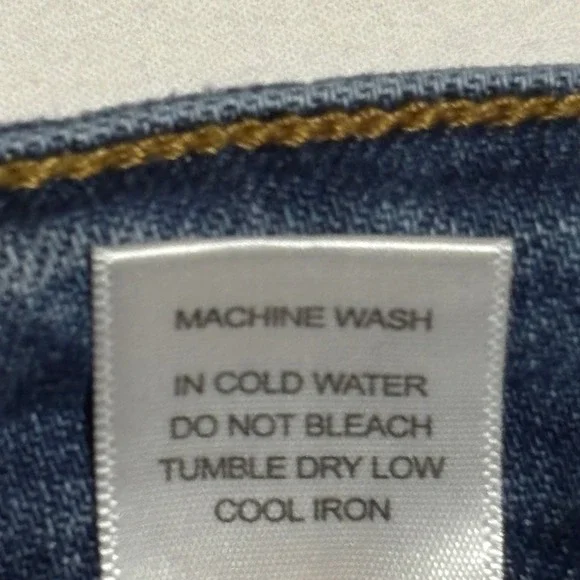 MACHINE WASH
IN COLD WATER
DO NOT BLEACH
TUMBLE DRY LOW
COOL IRON